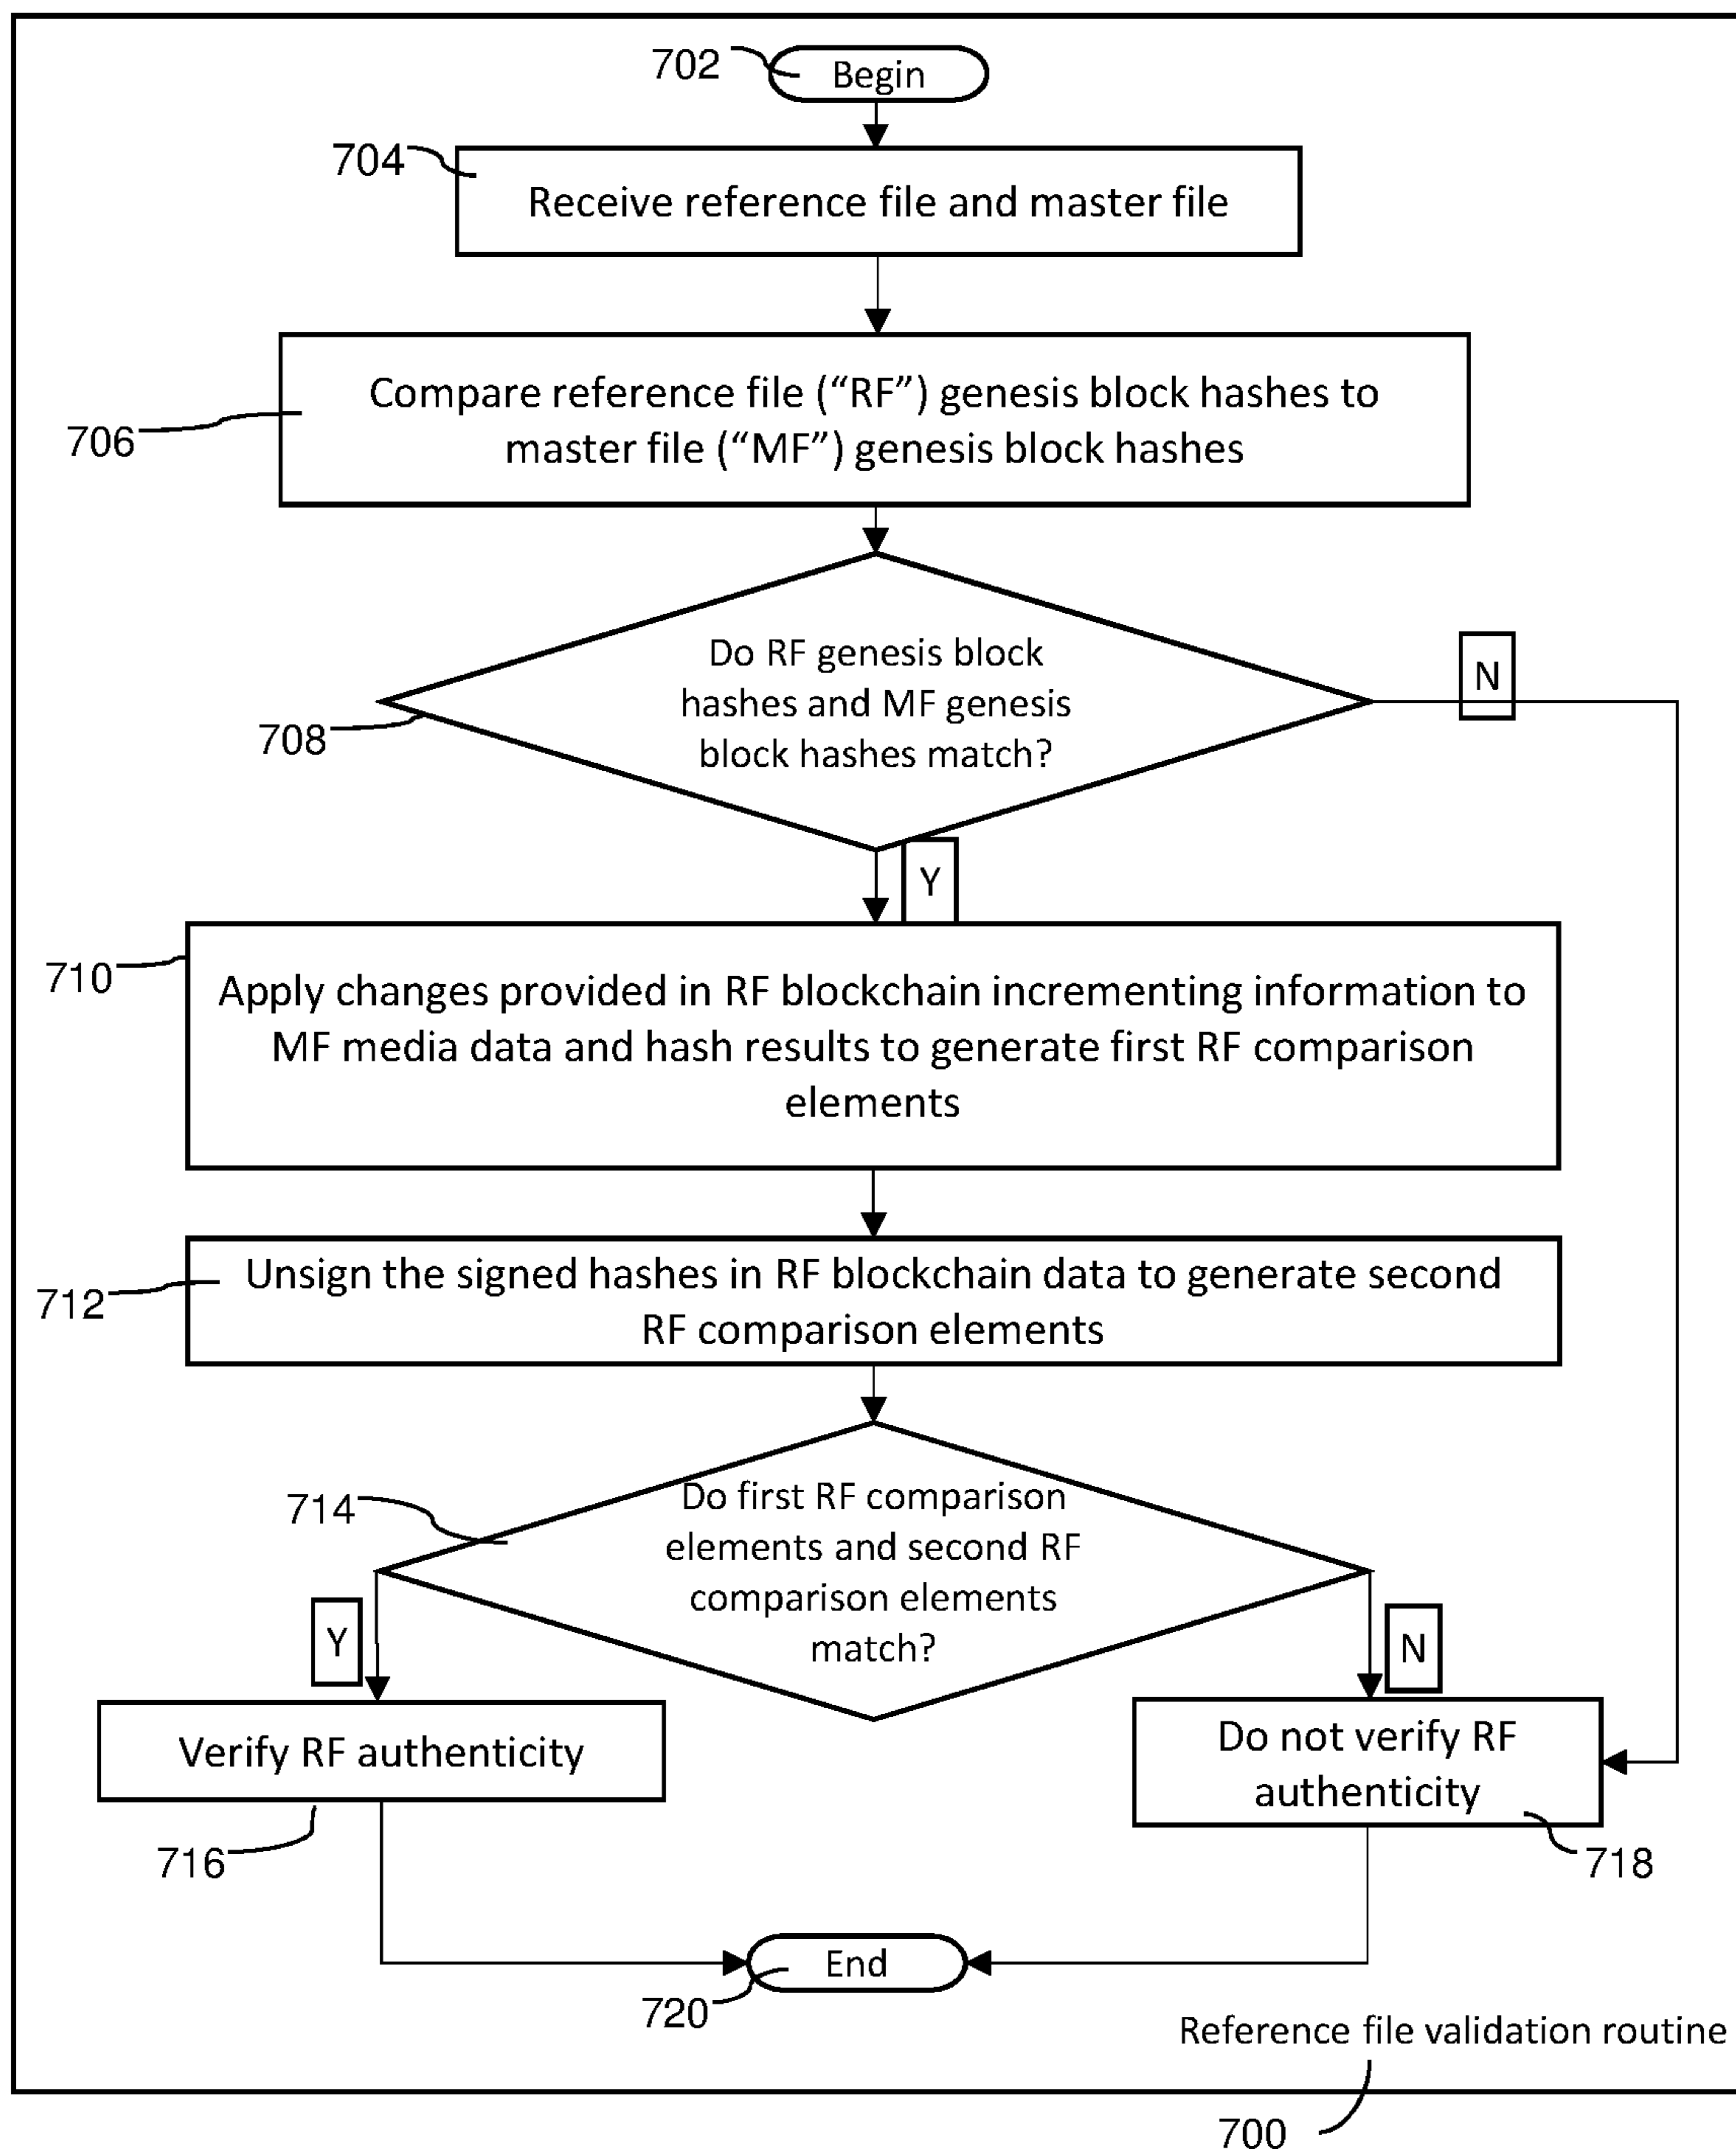 702
Begin
704
Receive reference file and master file
706
Compare reference file (“RF”) genesis block hashes to
master file (“MF”) genesis block hashes
708
Do RF genesis block
hashes and MF genesis
block hashes match?
N
Y
710
Apply changes provided in RF blockchain incrementing information to
MF media data and hash results to generate first RF comparison
elements
712
Unsign the signed hashes in RF blockchain data to generate second
RF comparison elements
714
Do first RF comparison
elements and second RF
comparison elements
match?
Y
N
Verify RF authenticity
716
Do not verify RF
authenticity
718
End
720
Reference file validation routine
700